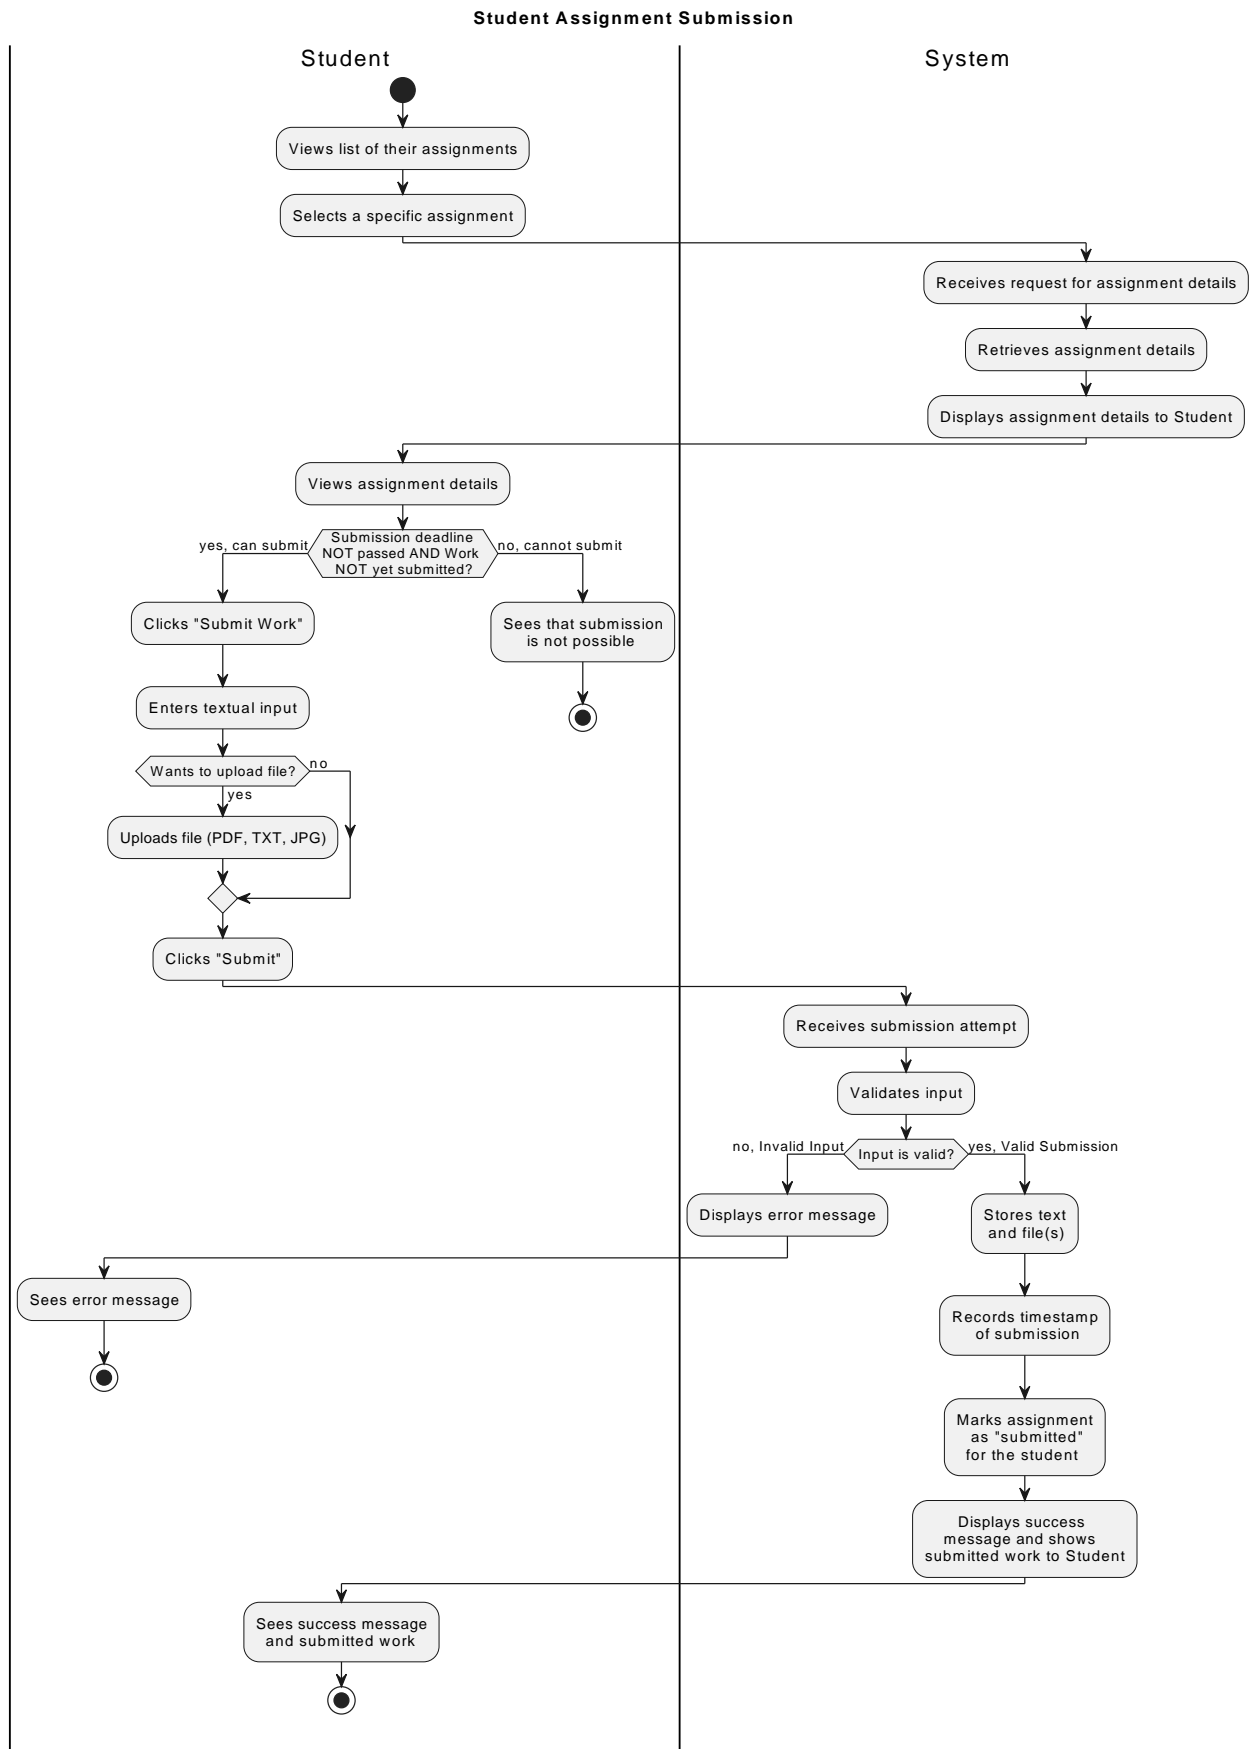 Student Assignment Submission
Student
System
Views list of their assignments
Selects a specific assignment
Receives request for assignment details
Retrieves assignment details
Displays assignment details to Student
Views assignment details
yes, can submit
Submission deadline
NOT passed AND Work
NOT yet submitted?
no, cannot submit
Clicks "Submit Work"
Sees that submission
is not possible
Enters textual input
Wants to upload file?
no
yes
Uploads file (PDF, TXT, JPG)
Clicks "Submit"
Receives submission attempt
Validates input
no, Invalid Input
Input is valid?
yes, Valid Submission
Displays error message
Stores text
and file(s)
Sees error message
Records timestamp
of submission
Marks assignment
as "submitted"
for the student
Displays success
message and shows
submitted work to Student
Sees success message
and submitted work